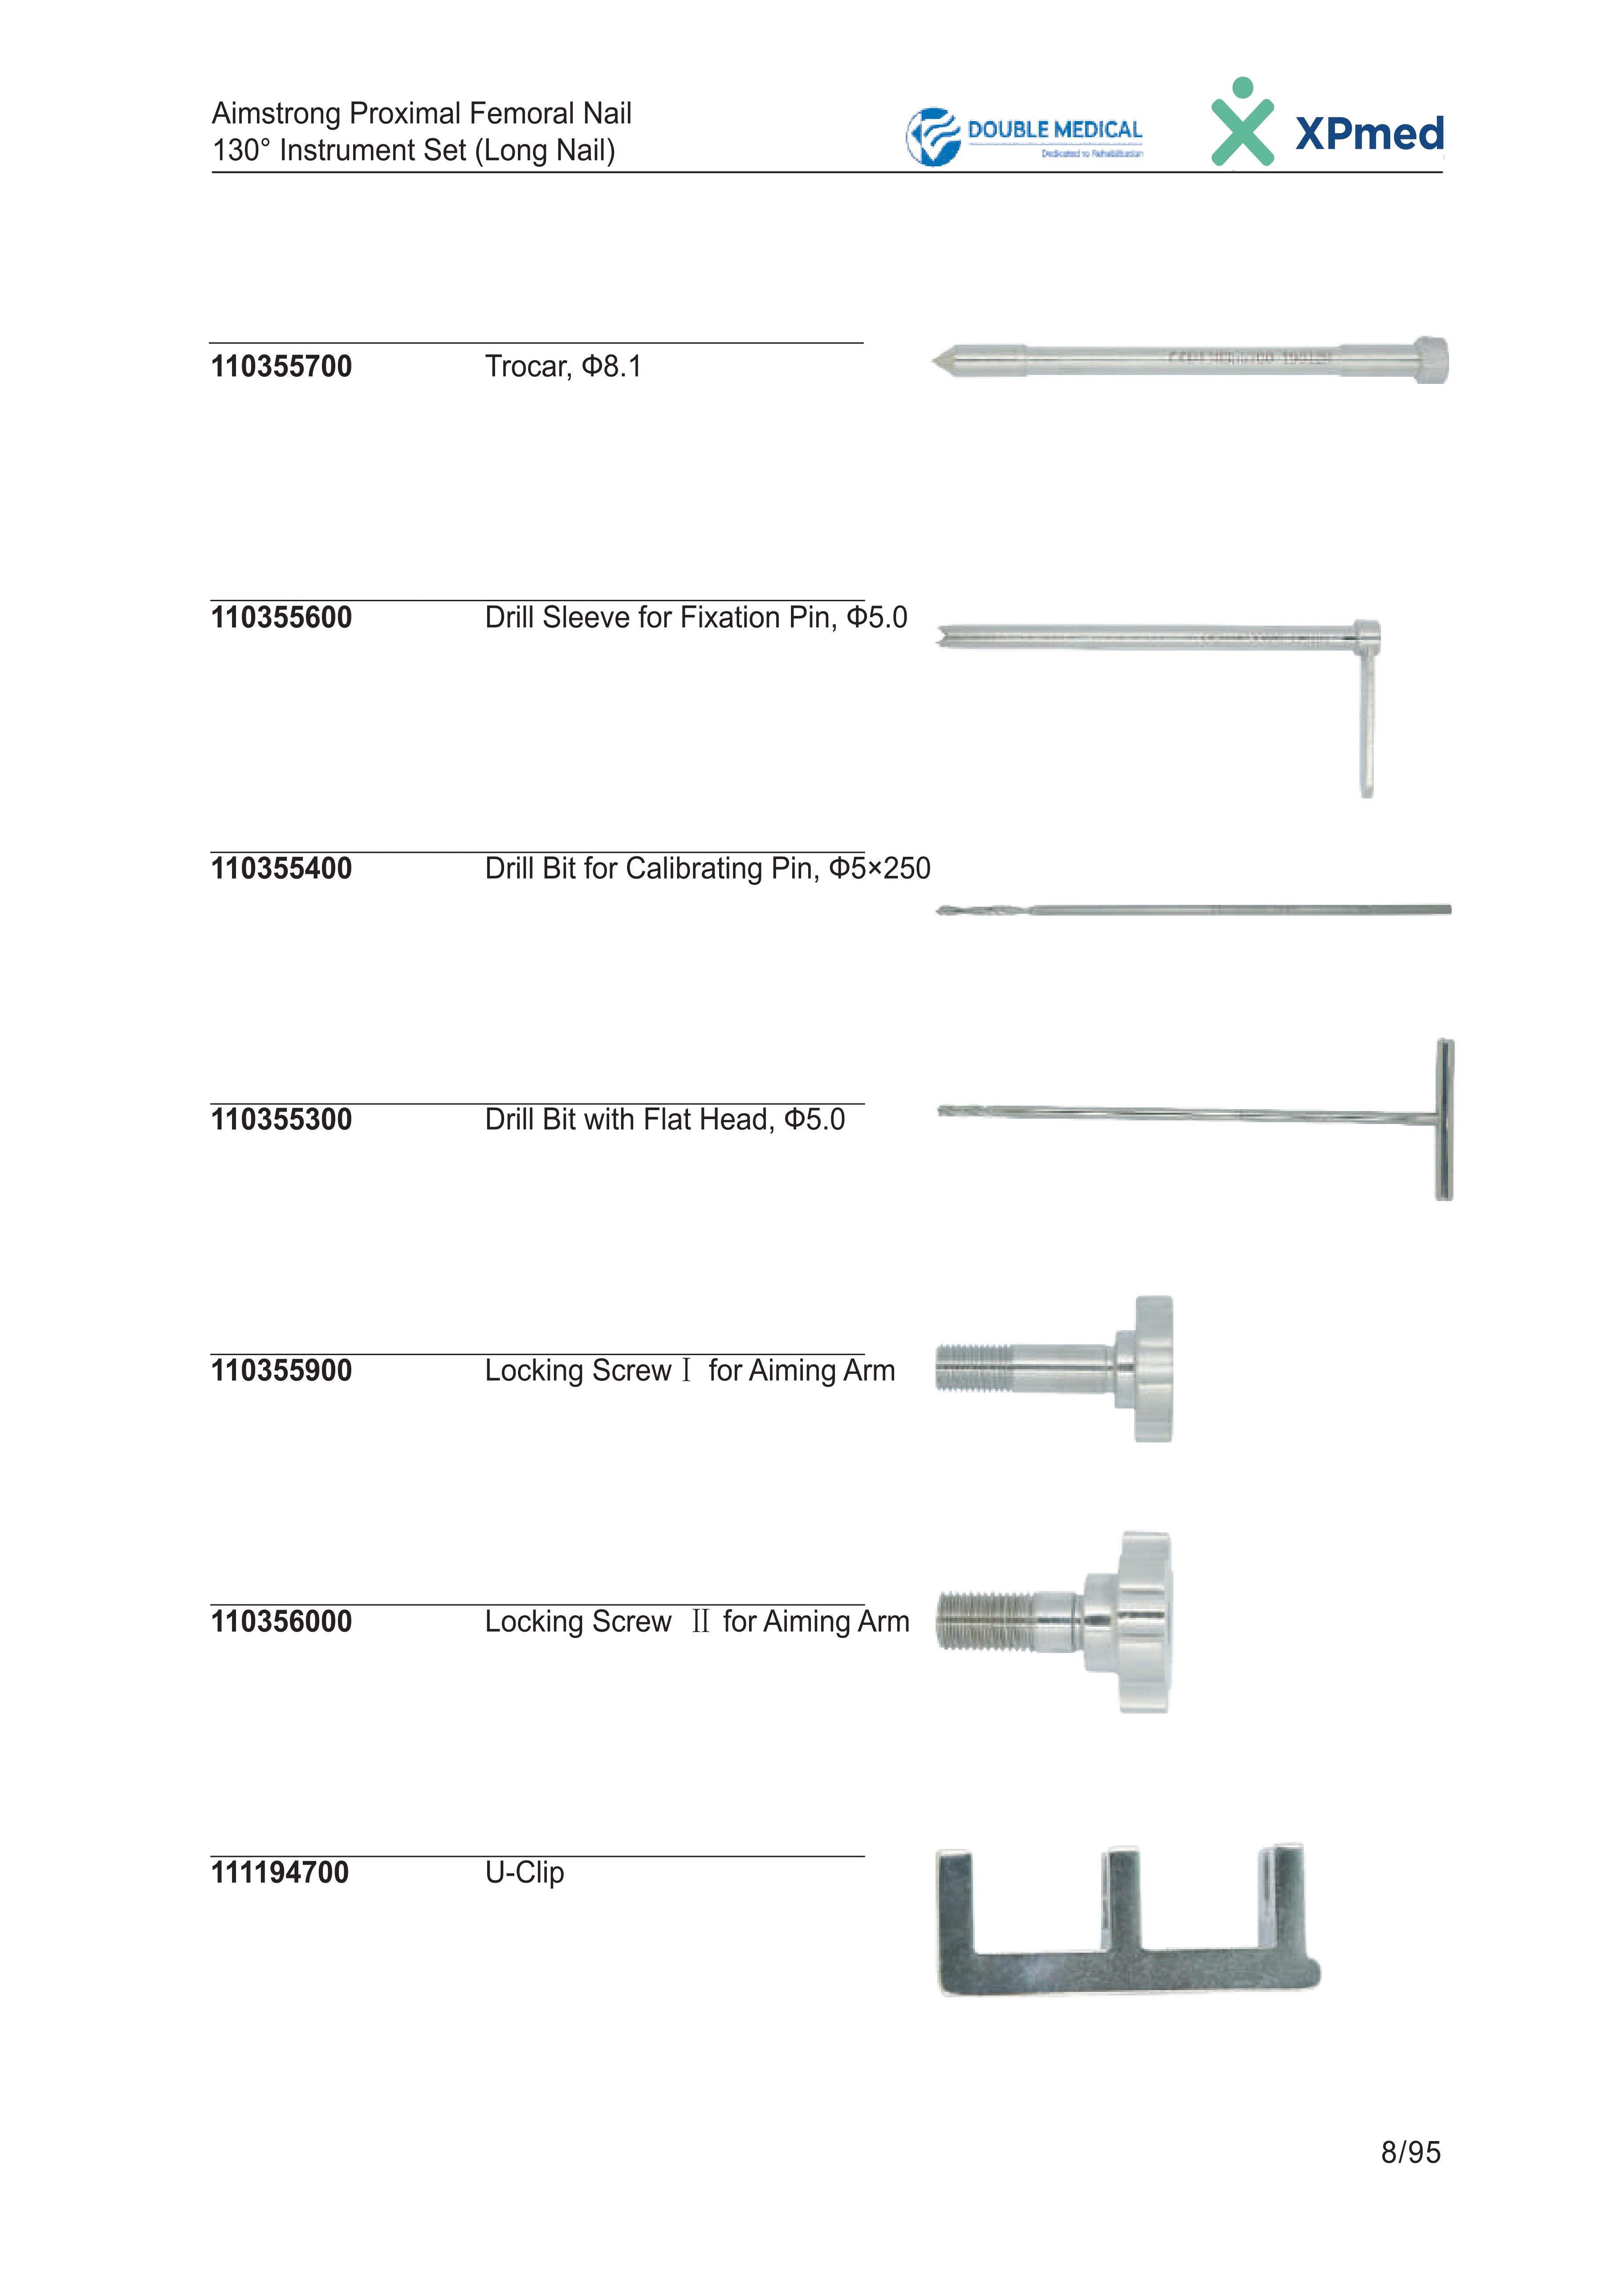 Aimstrong Proximal Femoral Nail
130° Instrument Set (Long Nail)
DOUBLE MEDICAL
Dedicated to Rehabilitation
XPmed
110355700 Trocar, Φ8.1
110355600 Drill Sleeve for Fixation Pin, Φ5.0
110355400 Drill Bit for Calibrating Pin, Φ5×250
110355300 Drill Bit with Flat Head, Φ5.0
110355900 Locking Screw Ⅰ for Aiming Arm
110356000 Locking Screw Ⅱ for Aiming Arm
111194700 U-Clip
8/95